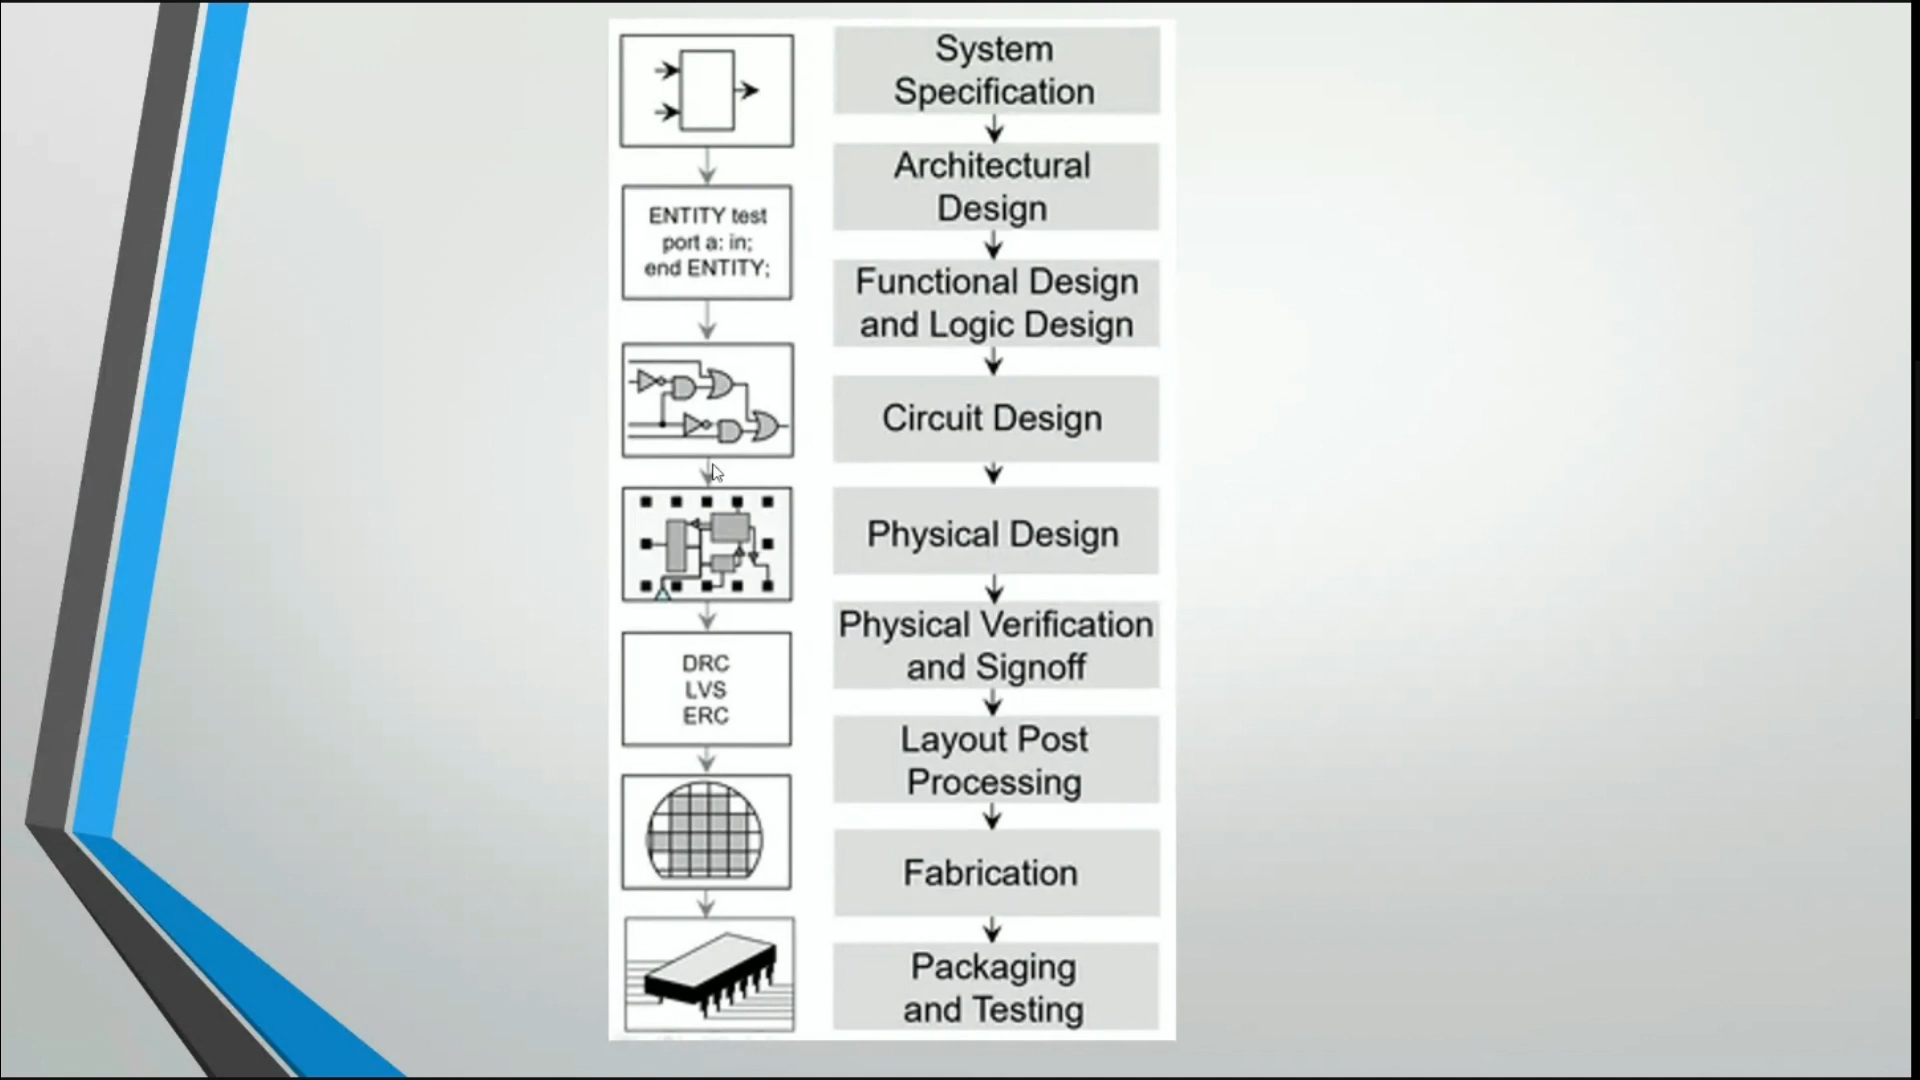 System
Specification
Architectural
Design
ENTITY test
port a: in;
end ENTITY;
Functional Design
and Logic Design
Circuit Design
Physical Design
Physical Verification
and Signoff
DRC
LVS
ERC
Layout Post
Processing
Fabrication
Packaging
and Testing